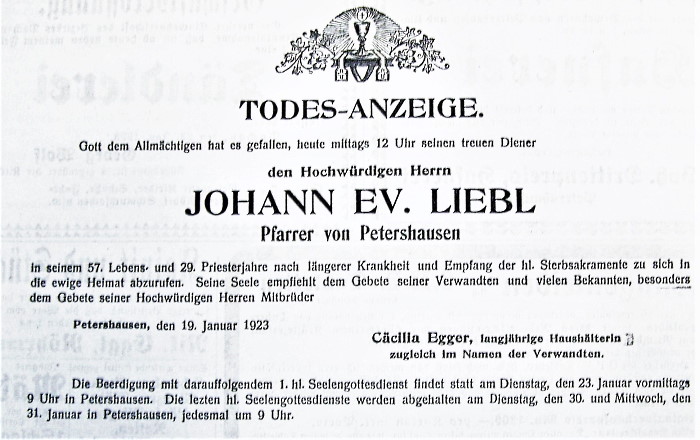 TODES-ANZEIGE.
Gott dem Allmächtigen hat es gefallen, heute mittags 12 Uhr seinen treuen Diener
den Hochwürdigen Herrn
JOHANN EV. LIEBL
Pfarrer von Petershausen
in seinem 57. Lebens- und 29. Priesterjahre nach längerer Krankheit und Empfang der hl. Sterbsakramente zu sich in
die ewige Heimat abzurufen. Seine Seele empfiehlt dem Gebete seiner Verwandten und vielen Bekannten, besonders
dem Gebete seiner Hochwürdigen Herren Mitbrüder
Petershausen, den 19. Januar 1923
Cäcilia Egger, langjährige Haushälterin
zugleich im Namen der Verwandten.
Die Beerdigung mit darauffolgendem 1. hl. Seelengottesdienst findet statt am Dienstag, den 23. Januar vormittags
9 Uhr in Petershausen. Die lezten hl. Seelengottesdienste werden abgehalten am Dienstag, den 30. und Mittwoch, den
31. Januar in Petershausen, jedesmal um 9 Uhr.